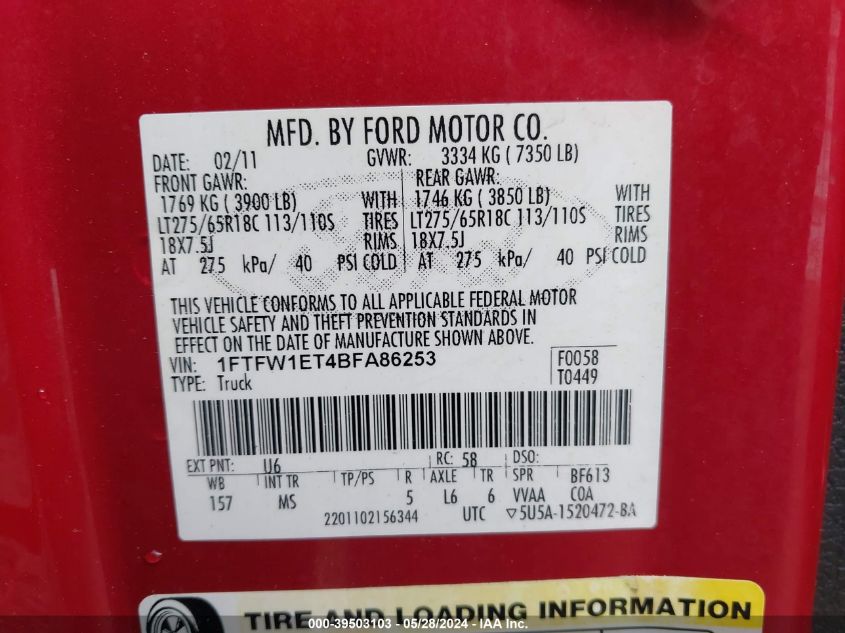 MFD. BY FORD MOTOR CO.
DATE: 02/11 GVWR: 3334 KG ( 7350 LB)
FRONT GAWR: REAR GAWR:
1769 KG ( 3900 LB) WITH 1746 KG ( 3850 LB) WITH
LT275/65R18C 113/110S TIRES LT275/65R18C 113/110S TIRES
18X7.5J RIMS 18X7.5J RIMS
AT 275 kPa/ 40 PSI COLD AT 275 kPa/ 40 PSI COLD
THIS VEHICLE CONFORMS TO ALL APPLICABLE FEDERAL MOTOR
VEHICLE SAFETY AND THEFT PREVENTION STANDARDS IN
EFFECT ON THE DATE OF MANUFACTURE SHOWN ABOVE.
VIN: 1FTFW1ET4BFA86253 F0058
TYPE: Truck T0449
EXT PNT: U6 RC: 58 DSO:
WB INT TR TP/PS R AXLE TR SPR BF613
157 MS 5 L6 6 VVAA COA
2201102156344 UTC ▽5U5A-1520472-BA
TIRE AND LOADING INFORMATION
000-39503103 - 05/28/2024 - IAA Inc.